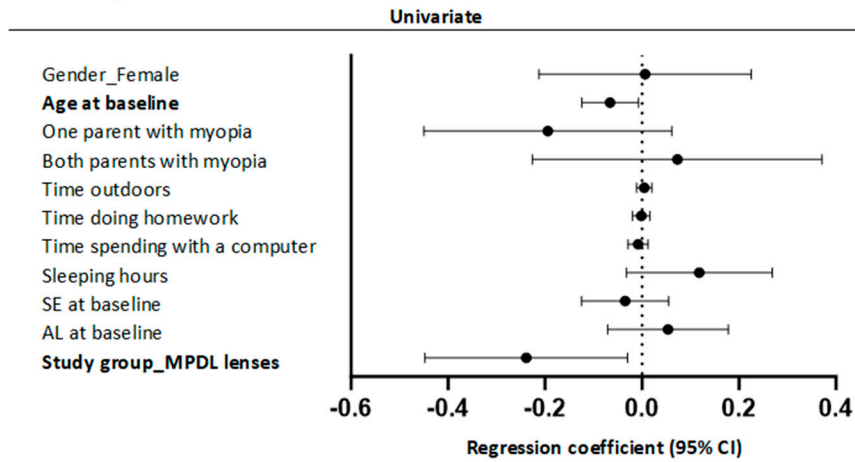 Univariate
Gender_Female
Age at baseline
One parent with myopia
Both parents with myopia
Time outdoors
Time doing homework
Time spending with a computer
Sleeping hours
SE at baseline
AL at baseline
Study group_MPDL lenses
-0.6 -0.4 -0.2 0.0 0.2 0.4
Regression coefficient (95% CI)